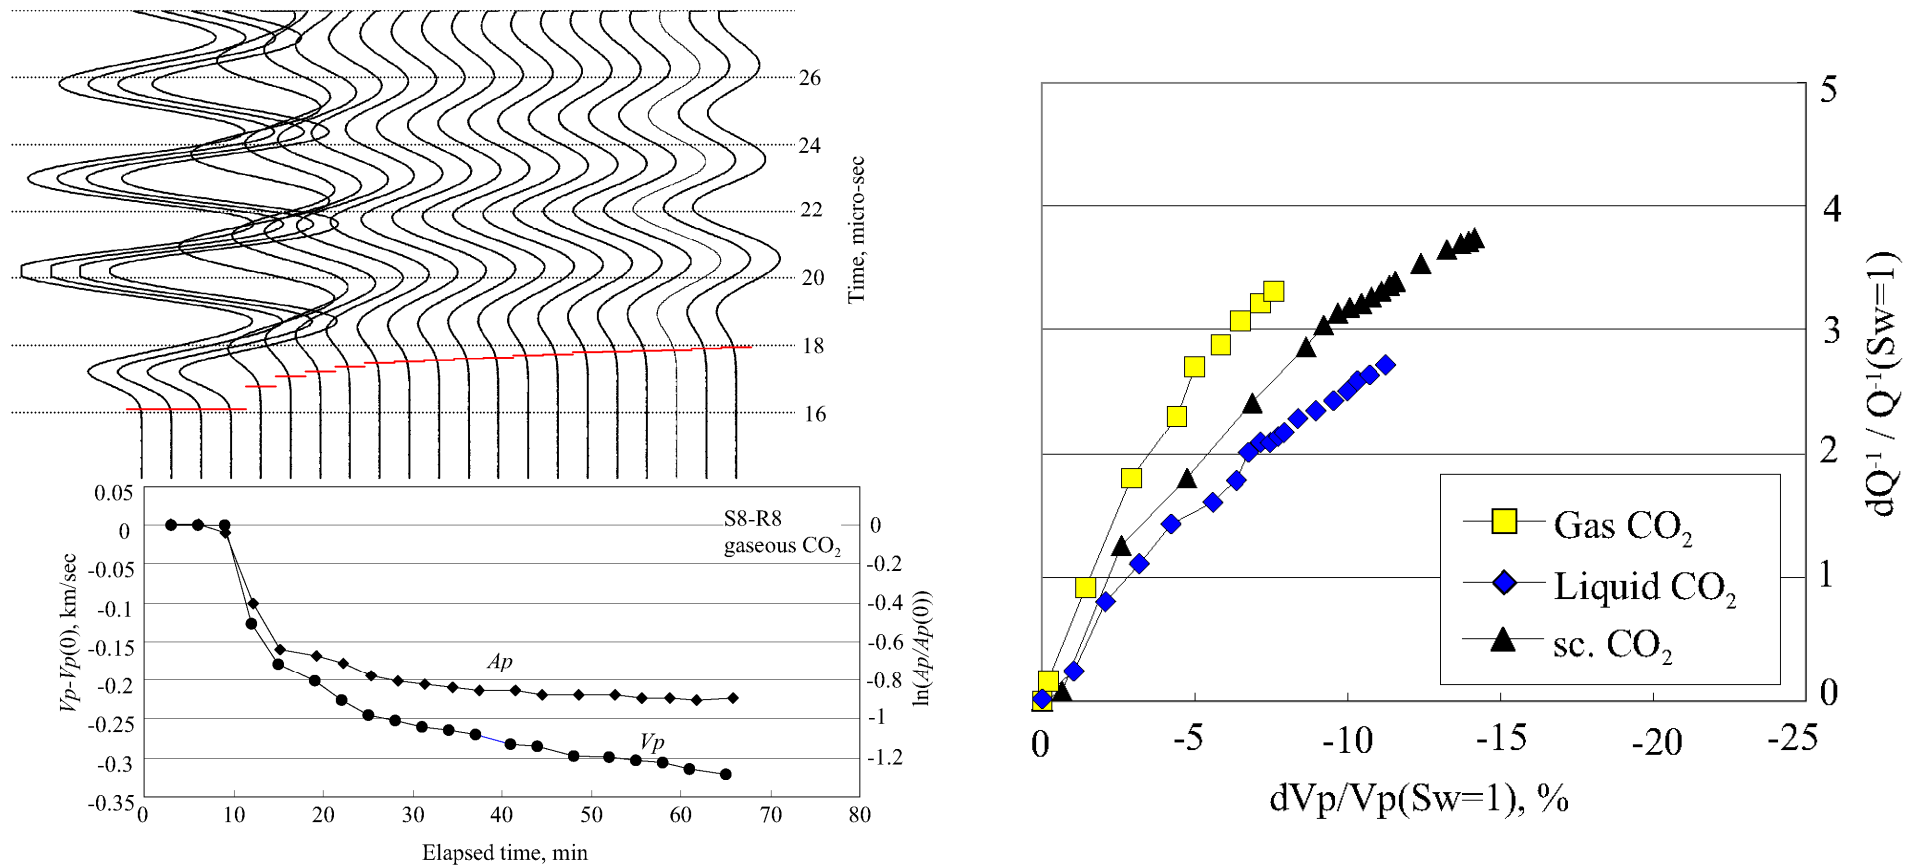 26
24
22
20
18
16
Time, micro-sec
0.05
0
-0.05
-0.1
-0.15
-0.2
-0.25
-0.3
-0.35
Vp-Vp(0), km/sec
S8-R8
gaseous CO₂
Ap
Vp
0
-0.2
-0.4
-0.6
-0.8
-1
-1.2
ln(Ap/Ap(0))
0 10 20 30 40 50 60 70 80
Elapsed time, min
5
4
3
2
1
0
dQ⁻¹ / Q⁻¹(Sw=1)
Gas CO₂
Liquid CO₂
sc. CO₂
0 -5 -10 -15 -20 -25
dVp/Vp(Sw=1), %